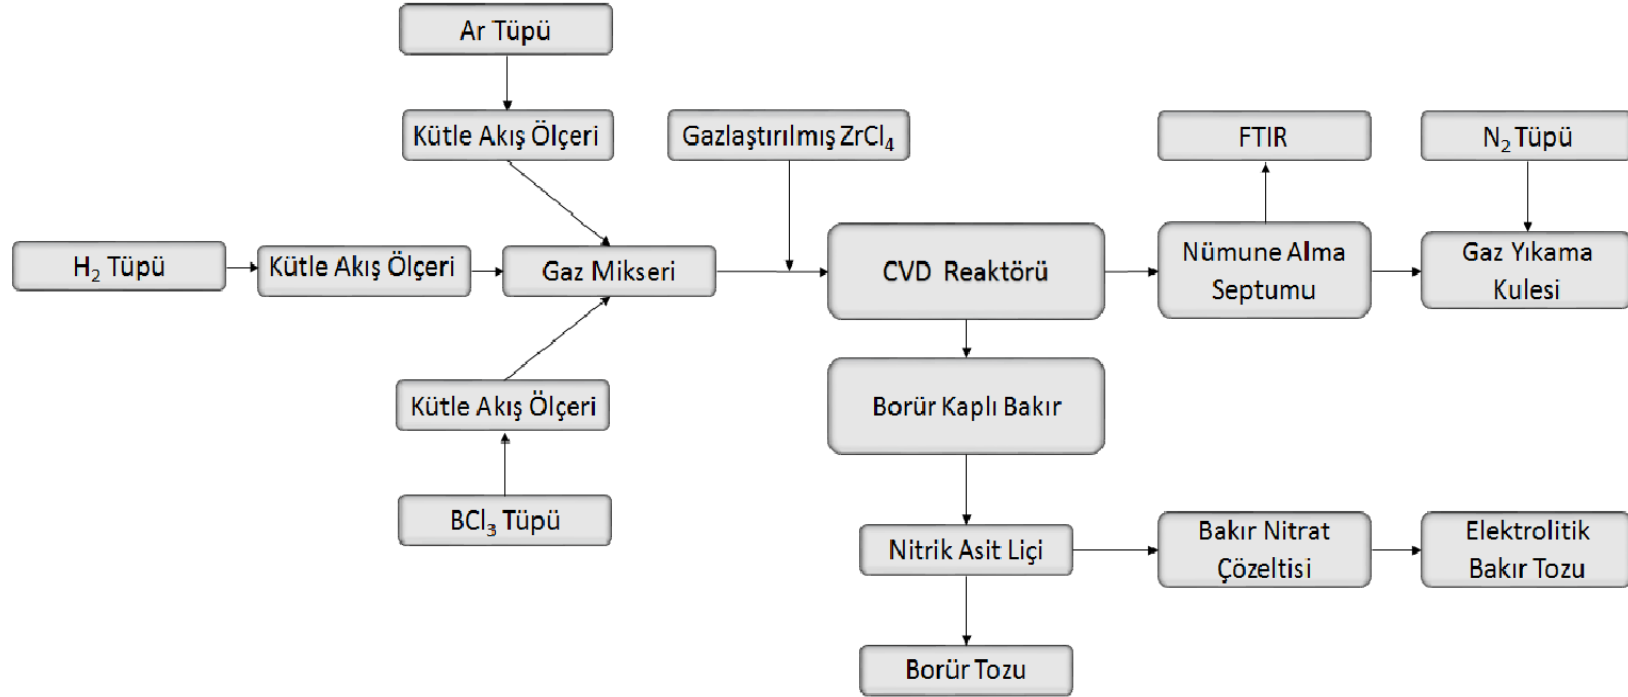 Ar Tüpü
Kütle Akış Ölçeri
Gazlaştırılmış ZrCl₄
FTIR
N₂ Tüpü
H₂ Tüpü
Kütle Akış Ölçeri
Gaz Mikseri
CVD Reaktörü
Nümune Alma
Septumu
Gaz Yıkama
Kulesi
Kütle Akış Ölçeri
Borür Kaplı Bakır
BCl₃ Tüpü
Nitrik Asit Liçi
Bakır Nitrat
Çözeltisi
Elektrolitik
Bakır Tozu
Borür Tozu